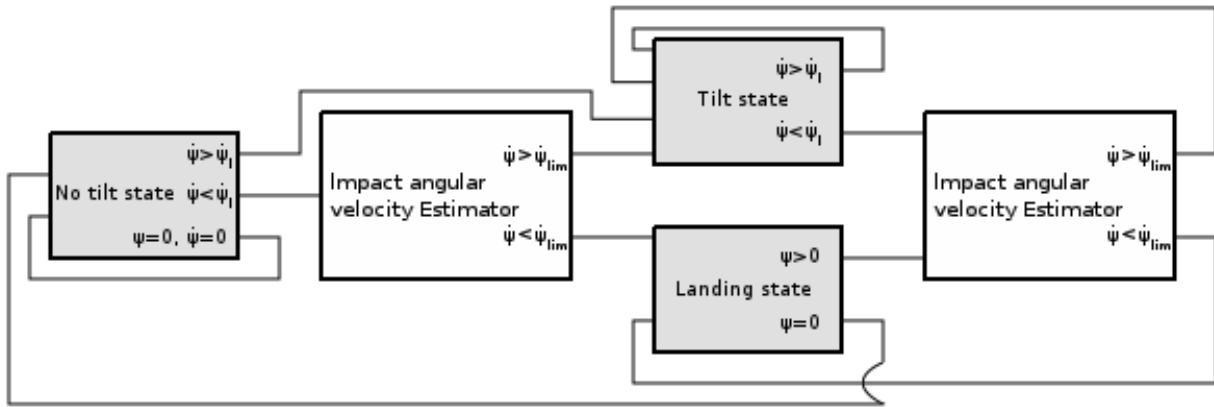 ψ̇>ψ̇l
No tilt state ψ̇<ψ̇l
ψ=0, ψ̇=0
ψ̇>ψ̇lim
Impact angular
velocity Estimator
ψ̇<ψ̇lim
ψ̇>ψ̇l
Tilt state
ψ̇<ψ̇l
ψ>0
Landing state
ψ=0
ψ̇>ψ̇lim
Impact angular
velocity Estimator
ψ̇<ψ̇lim